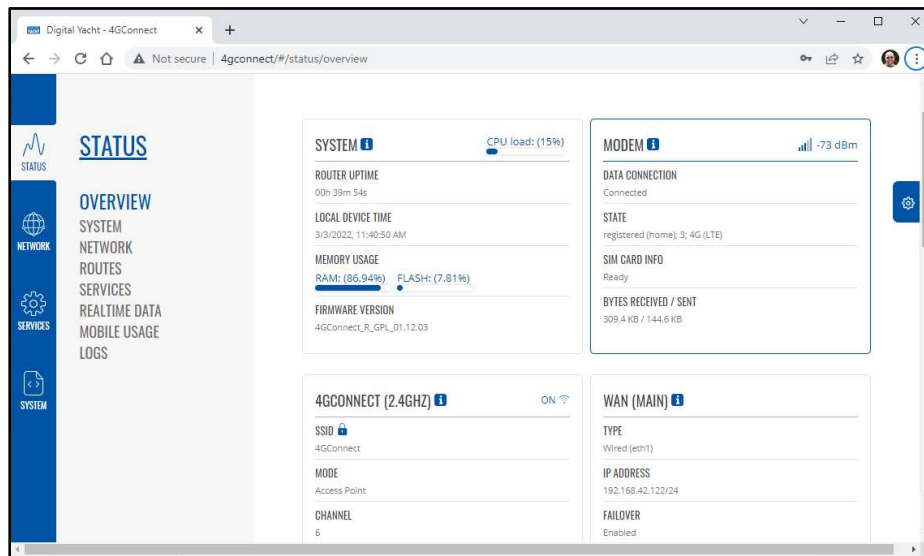 Digital Yacht - 4GConnect
Not secure | 4gconnect/#/status/overview
STATUS
NETWORK
SERVICES
SYSTEM
STATUS
OVERVIEW
SYSTEM
NETWORK
ROUTES
SERVICES
REALTIME DATA
MOBILE USAGE
LOGS
SYSTEM
CPU load: (15%)
ROUTER UPTIME
00h 39m 54s
LOCAL DEVICE TIME
3/3/2022, 11:40:50 AM
MEMORY USAGE
RAM: (86.94%) FLASH: (7.81%)
FIRMWARE VERSION
4GConnect_R_GPL_01.12.03
MODEM
-73 dBm
DATA CONNECTION
Connected
STATE
registered (home); 3; 4G (LTE)
SIM CARD INFO
Ready
BYTES RECEIVED / SENT
309.4 KB / 144.6 KB
4GCONNECT (2.4GHZ)
ON
SSID
4GConnect
MODE
Access Point
CHANNEL
6
WAN (MAIN)
TYPE
Wired (eth1)
IP ADDRESS
192.168.42.122/24
FAILOVER
Enabled